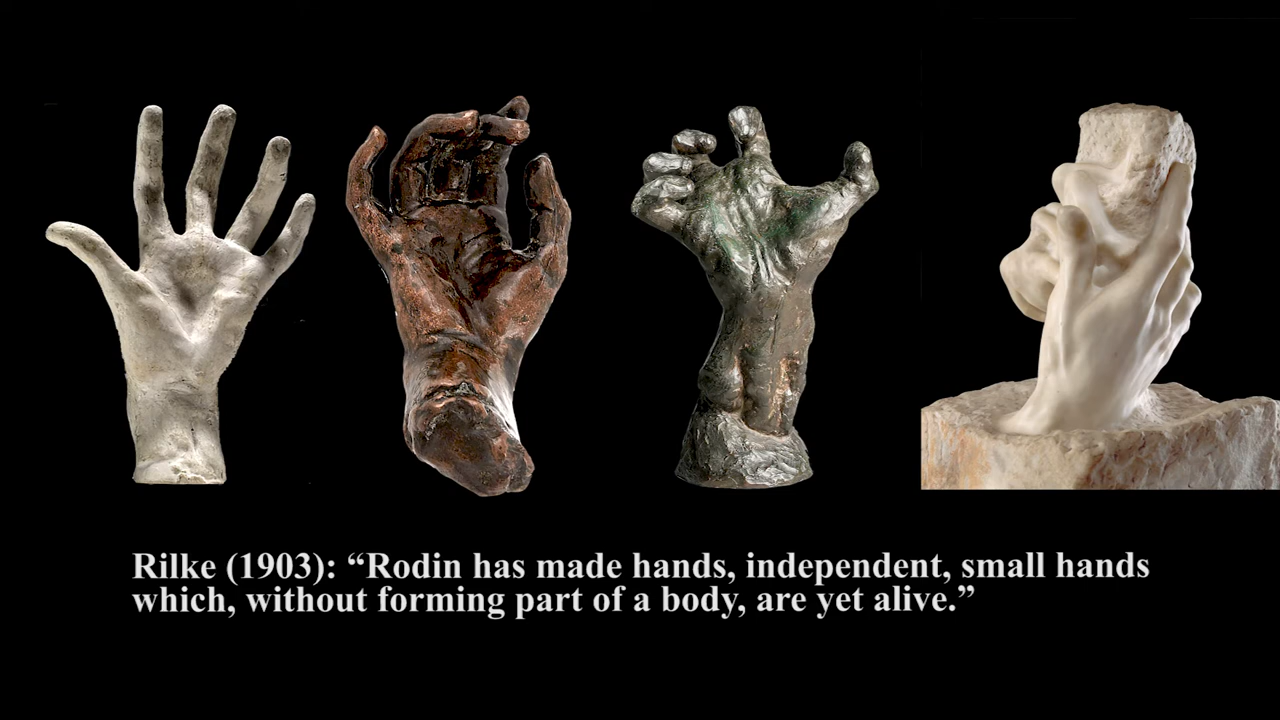 Rilke (1903): “Rodin has made hands, independent, small hands
which, without forming part of a body, are yet alive.”